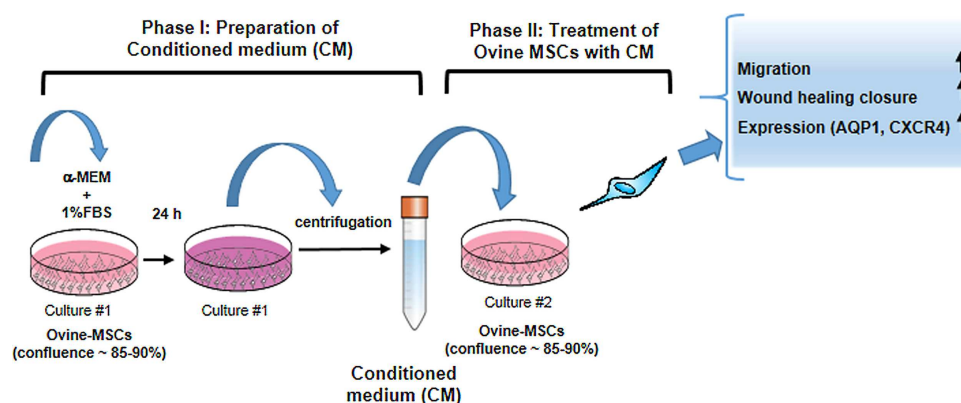 Phase I: Preparation of
Conditioned medium (CM)
Phase II: Treatment of
Ovine MSCs with CM
Migration
Wound healing closure
Expression (AQP1, CXCR4)
α-MEM
+
1%FBS
24 h
centrifugation
Culture #1
Ovine-MSCs
(confluence ~ 85-90%)
Culture #1
Conditioned
medium (CM)
Culture #2
Ovine-MSCs
(confluence ~ 85-90%)